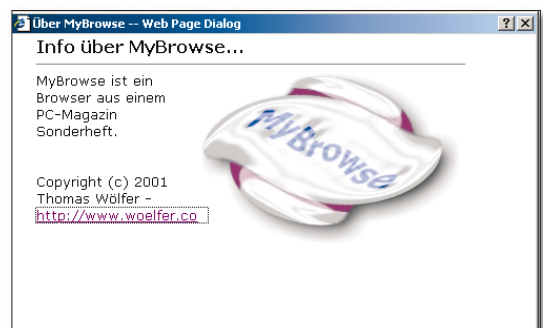 Über MyBrowse -- Web Page Dialog
Info über MyBrowse...
MyBrowse ist ein
Browser aus einem
PC-Magazin
Sonderheft.
MyBrowse
Copyright (c) 2001
Thomas Wölfer -
http://www.woelfer.co